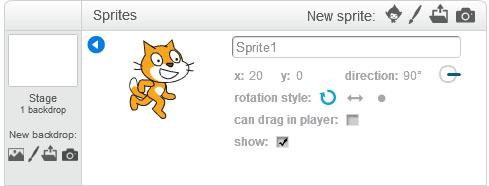 Sprites
New sprite:
Sprite1
x: 20 y: 0 direction: 90°
rotation style:
can drag in player:
show:
Stage
1 backdrop
New backdrop: